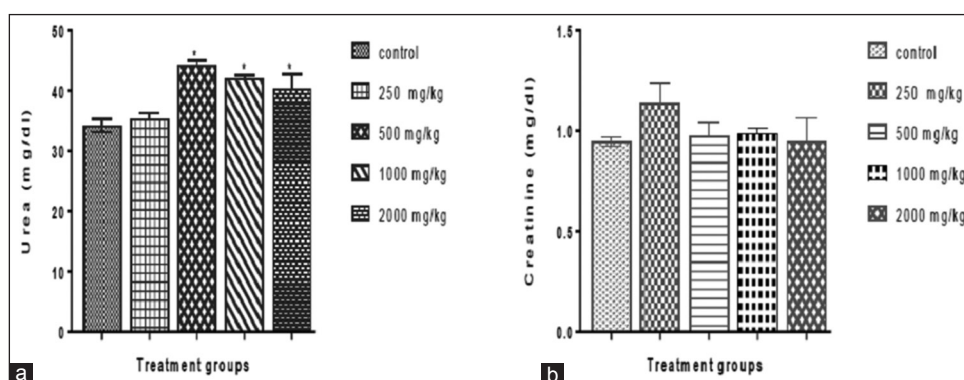 Urea (mg/dl)
50
40
30
20
10
0
*
*
*
Treatment groups
control
250 mg/kg
500 mg/kg
1000 mg/kg
2000 mg/kg
a
Creatinine (mg/dl)
1.5
1.0
0.5
0.0
Treatment groups
control
250 mg/kg
500 mg/kg
1000 mg/kg
2000 mg/kg
b